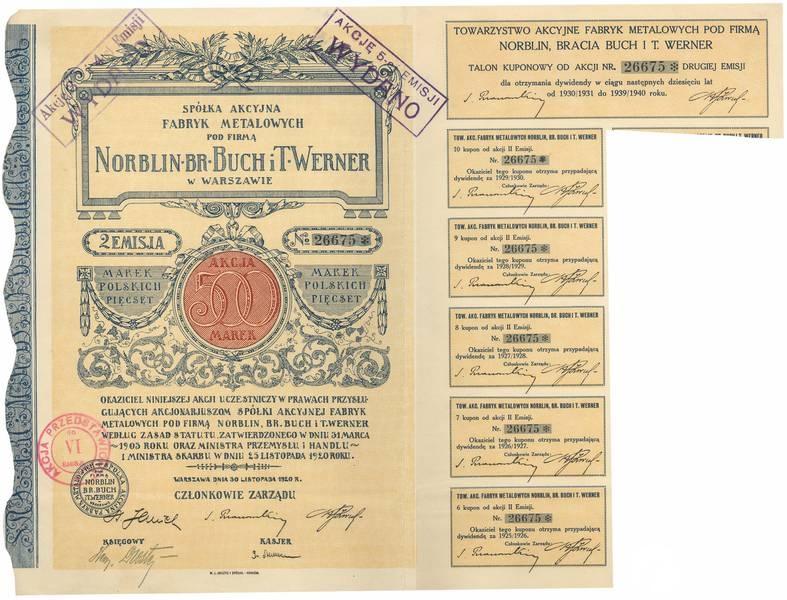 Akcję
Emisji
WYDANO
AKCJĘ 5-EJ EMISJI
WYDANO
SPÓŁKA AKCYJNA
FABRYK METALOWYCH
POD FIRMĄ
NORBLIN·BR·BUCH i T·WERNER
W WARSZAWIE
2 EMISJA
No 26675 ✻
MAREK
POLSKICH
PIĘĆSET
AKCJA
500
MAREK
MAREK
POLSKICH
PIĘĆSET
OKAZICIEL NINIEJSZEJ AKCJI UCZESTNICZY W PRAWACH PRZYSŁU-
GUJĄCYCH AKCJONARJUSZOM SPÓŁKI AKCYJNEJ FABRYK
METALOWYCH POD FIRMĄ NORBLIN, BR. BUCH i T. WERNER
WEDŁUG ZASAD STATUTU, ZATWIERDZONEGO W DNIU 31 MARCA
~ 1903 ROKU ORAZ MINISTRA PRZEMYSŁU I HANDLU ~
I MINISTRA SKARBU W DNIU 25 LISTOPADA 1920 ROKU.
WARSZAWA DNIA 30 LISTOPADA 1920 R.
CZŁONKOWIE ZARZĄDU
KSIĘGOWY
KASJER
AKCJA
DO
VI
SPÓŁKA AKCYJNA FABRYK METALOWYCH
FIRMĄ
NORBLIN
BR. BUCH
i T. WERNER
TOWARZYSTWO AKCYJNE FABRYK METALOWYCH POD FIRMĄ
NORBLIN, BRACIA BUCH I T. WERNER
TALON KUPONOWY OD AKCJI NR. 26675 ✻ DRUGIEJ EMISJI
dla otrzymania dywidendy w ciągu następnych dziesięciu lat
od 1930/1931 do 1939/1940 roku.
TOW. AKC. FABRYK METALOWYCH NORBLIN, BR. BUCH I T. WERNER
10 kupon od akcji II Emisji.
Nr. 26675 ✻
Okaziciel tego kuponu otrzyma przypadającą
dywidendę za 1929/1930.
Członkowie Zarządu:
TOW. AKC. FABRYK METALOWYCH NORBLIN, BR. BUCH I T. WERNER
9 kupon od akcji II Emisji.
Nr. 26675 ✻
Okaziciel tego kuponu otrzyma przypadającą
dywidendę za 1928/1929.
Członkowie Zarządu:
TOW. AKC. FABRYK METALOWYCH NORBLIN, BR. BUCH I T. WERNER
8 kupon od akcji II Emisji.
Nr. 26675 ✻
Okaziciel tego kuponu otrzyma przypadającą
dywidendę za 1927/1928.
Członkowie Zarządu:
TOW. AKC. FABRYK METALOWYCH NORBLIN, BR. BUCH I T. WERNER
7 kupon od akcji II Emisji.
Nr. 26675 ✻
Okaziciel tego kuponu otrzyma przypadającą
dywidendę za 1926/1927.
Członkowie Zarządu:
TOW. AKC. FABRYK METALOWYCH NORBLIN, BR. BUCH I T. WERNER
6 kupon od akcji II Emisji.
Nr. 26675 ✻
Okaziciel tego kuponu otrzyma przypadającą
dywidendę za 1925/1926.
Członkowie Zarządu: